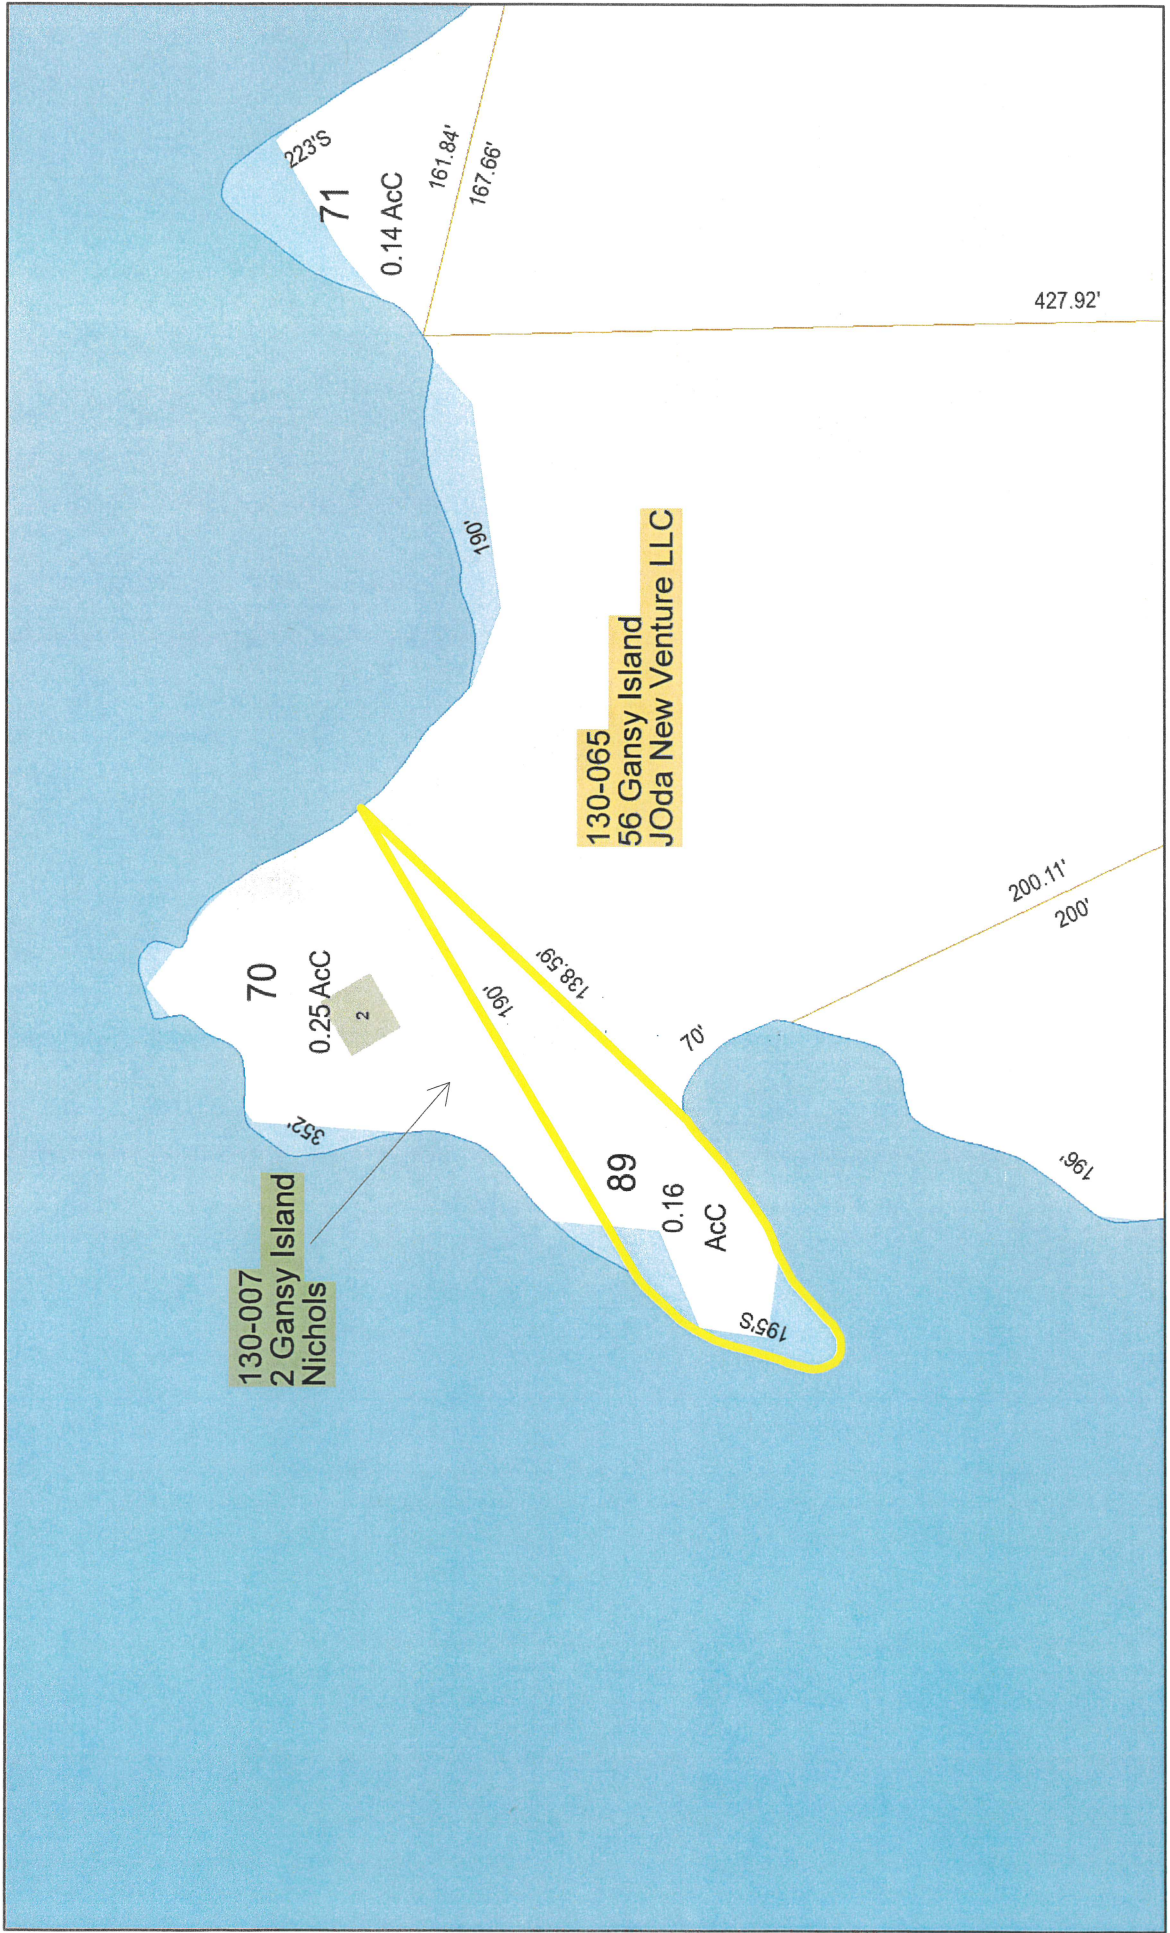 130-007
2 Gansy Island
Nichols
352'
70
0.25 AcC
2
190'
138.59'
70'
89
0.16
AcC
195'S
196'
200.11'
200'
130-065
56 Gansy Island
JOda New Venture LLC
190'
223'S
71
0.14 AcC
161.84'
167.66'
427.92'